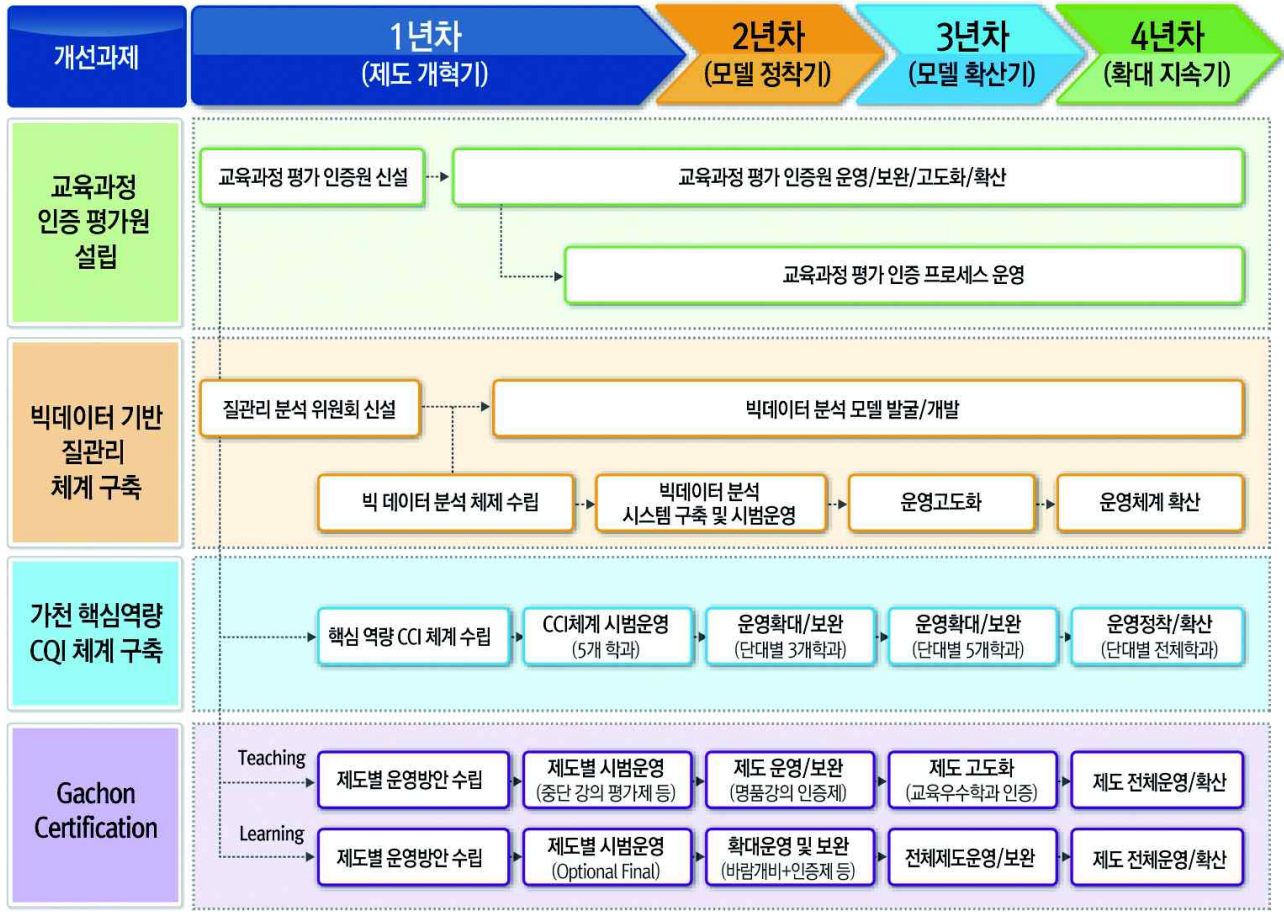 개선과제
1년차
(제도 개혁기)
2년차
(모델 정착기)
3년차
(모델 확산기)
4년차
(확대 지속기)
교육과정
인증 평가원
설립
교육과정 평가 인증원 신설
교육과정 평가 인증원 운영/보완/고도화/확산
교육과정 평가 인증 프로세스 운영
빅데이터 기반
질관리
체계 구축
질관리 분석 위원회 신설
빅데이터 분석 모델 발굴/개발
빅 데이터 분석 체제 수립
빅데이터 분석
시스템 구축 및 시범운영
운영고도화
운영체계 확산
가천 핵심역량
CQI 체계 구축
핵심 역량 CCI 체계 수립
CCI체계 시범운영
(5개 학과)
운영확대/보완
(단대별 3개학과)
운영확대/보완
(단대별 5개학과)
운영정착/확산
(단대별 전체학과)
Gachon
Certification
Teaching
제도별 운영방안 수립
제도별 시범운영
(중단 강의 평가제 등)
제도 운영/보완
(명품강의 인증제)
제도 고도화
(교육우수학과 인증)
제도 전체운영/확산
Learning
제도별 운영방안 수립
제도별 시범운영
(Optional Final)
확대운영 및 보완
(바람개비+인증제 등)
전체제도운영/보완
제도 전체운영/확산